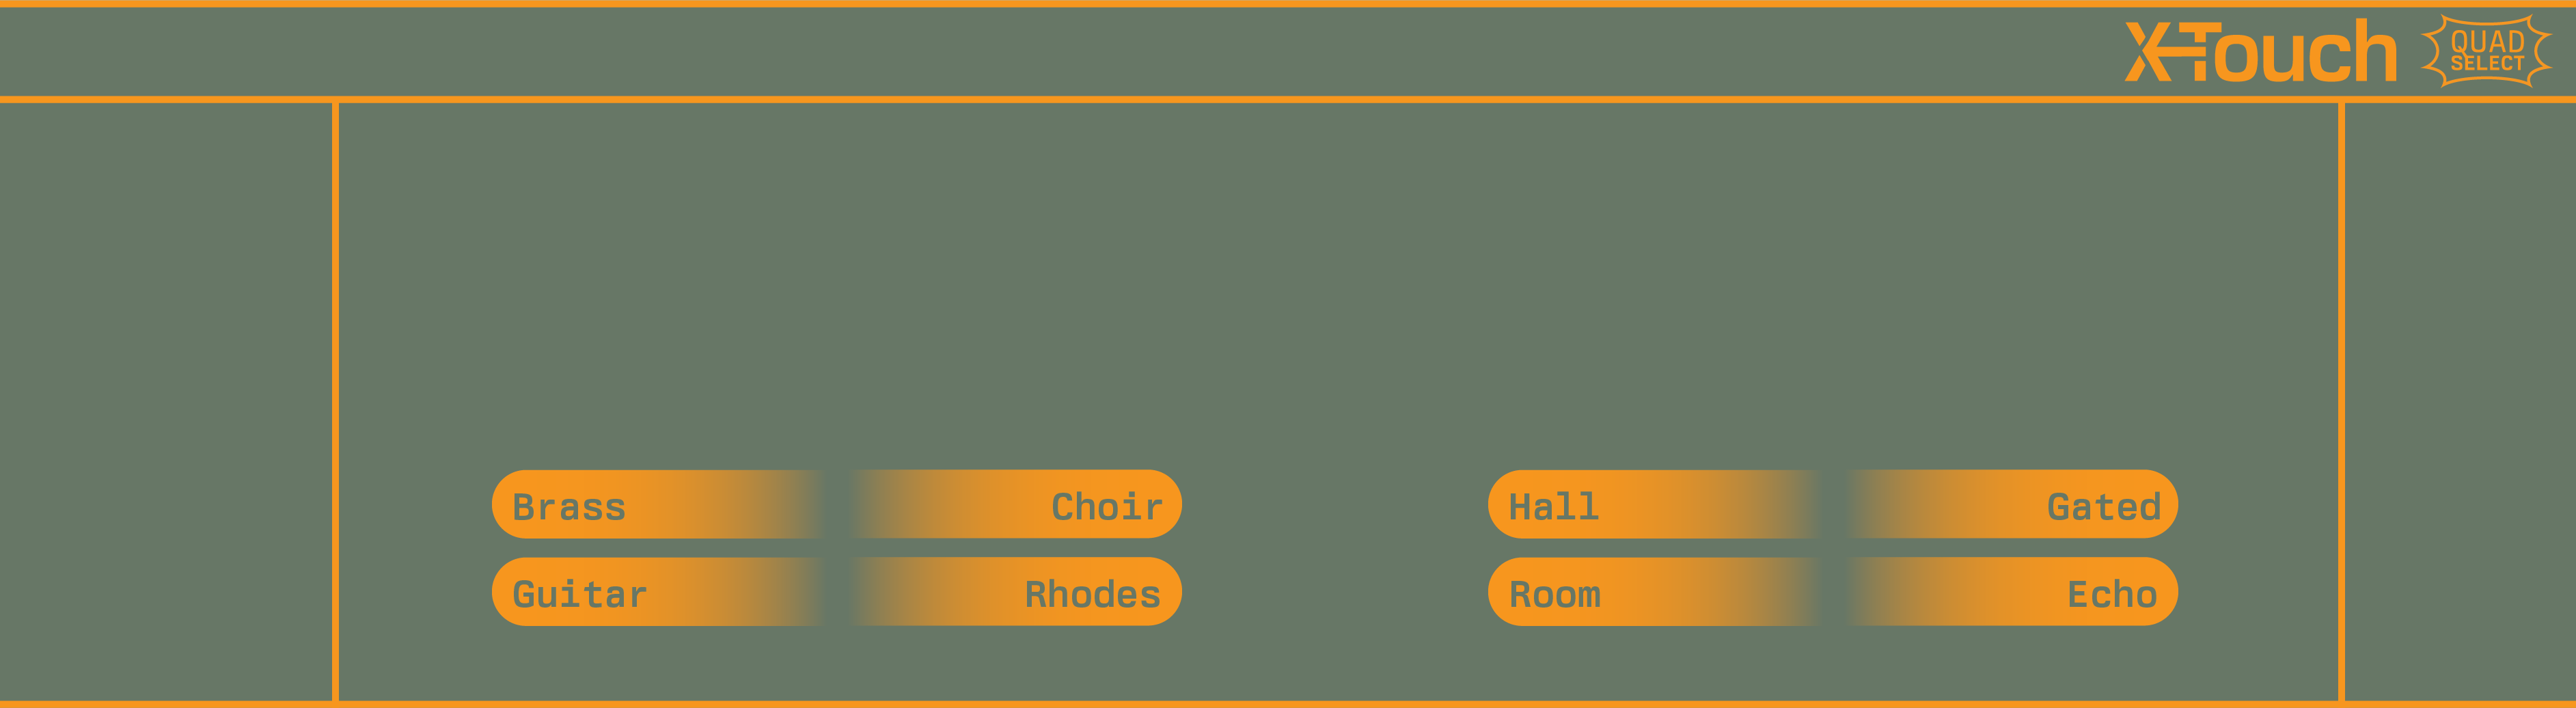 X-Touch
QUAD
SELECT
Brass Choir
Guitar Rhodes
Hall Gated
Room Echo